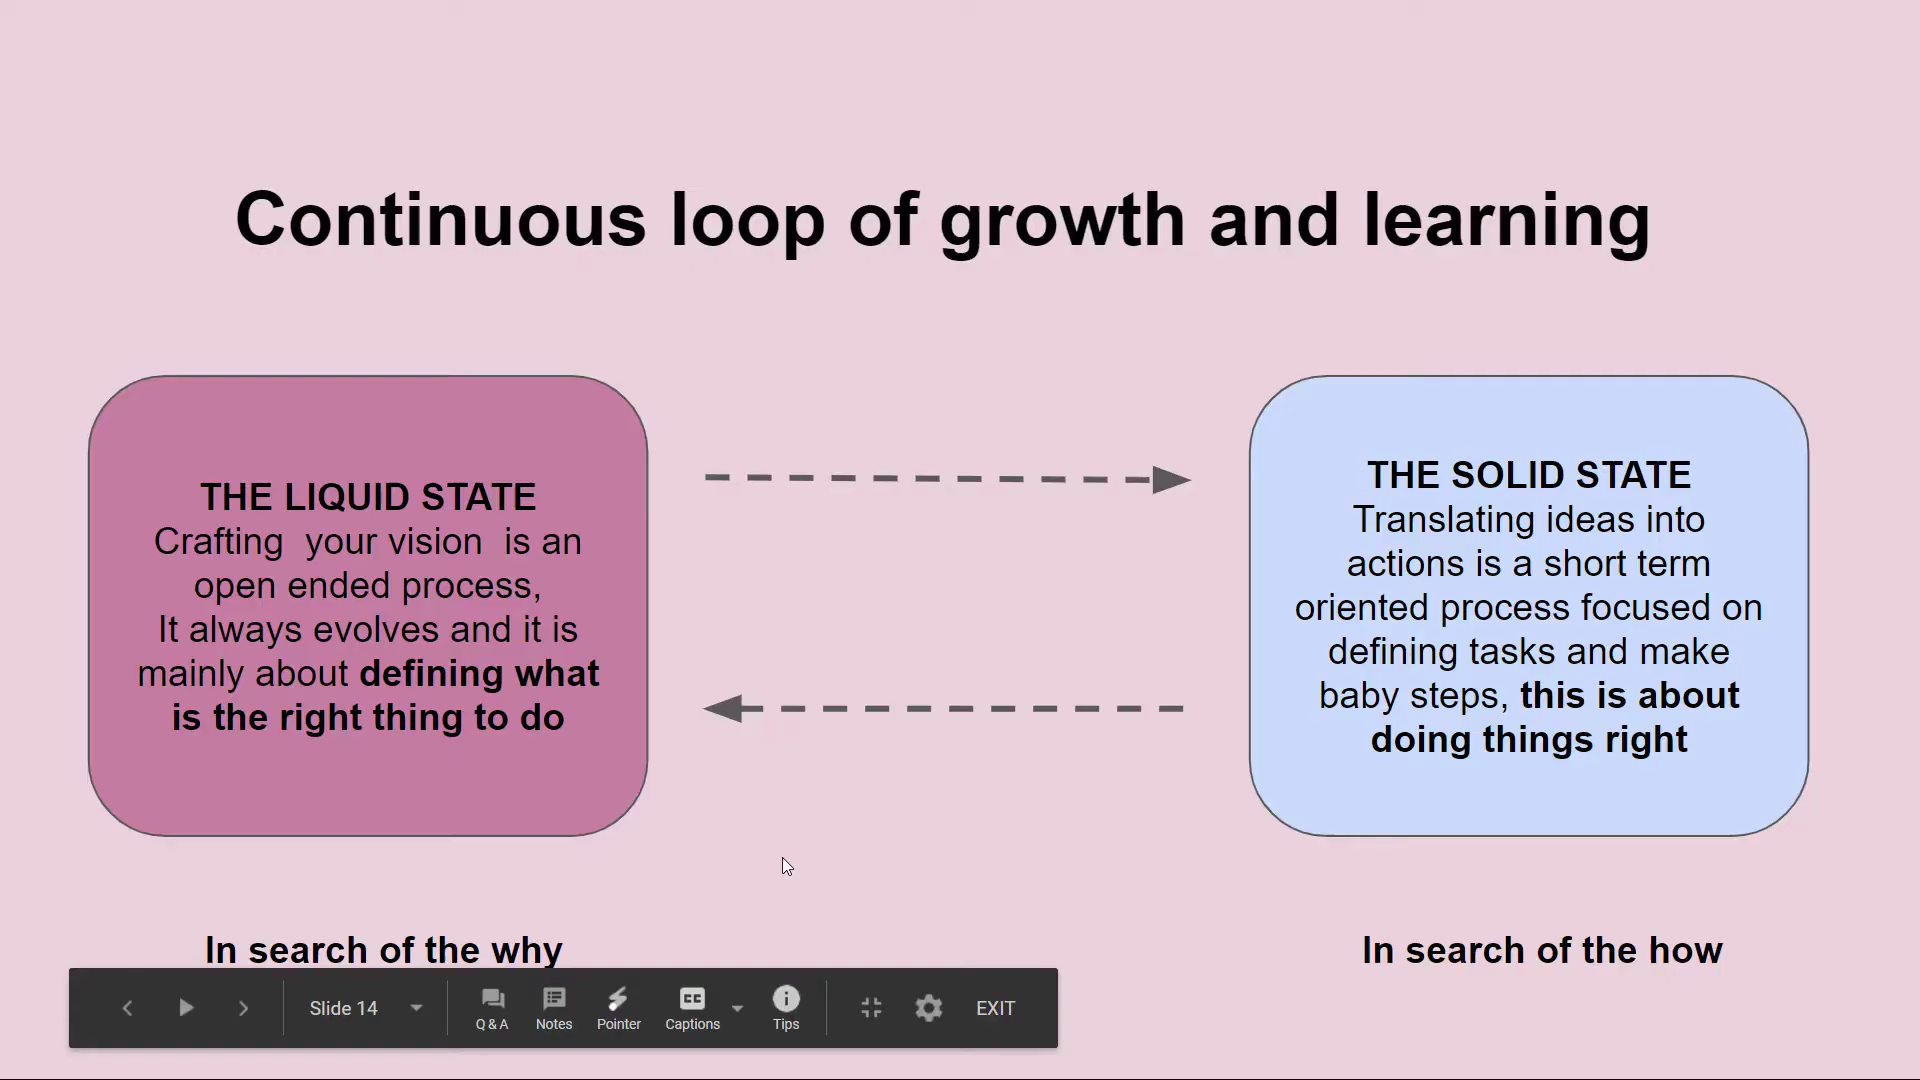 Continuous loop of growth and learning
THE LIQUID STATE
Crafting  your vision  is an
open ended process,
It always evolves and it is
mainly about defining what
is the right thing to do
THE SOLID STATE
Translating ideas into
actions is a short term
oriented process focused on
defining tasks and make
baby steps, this is about
doing things right
In search of the why
In search of the how
Slide 14
Q & A
Notes
Pointer
CC
Captions
Tips
EXIT